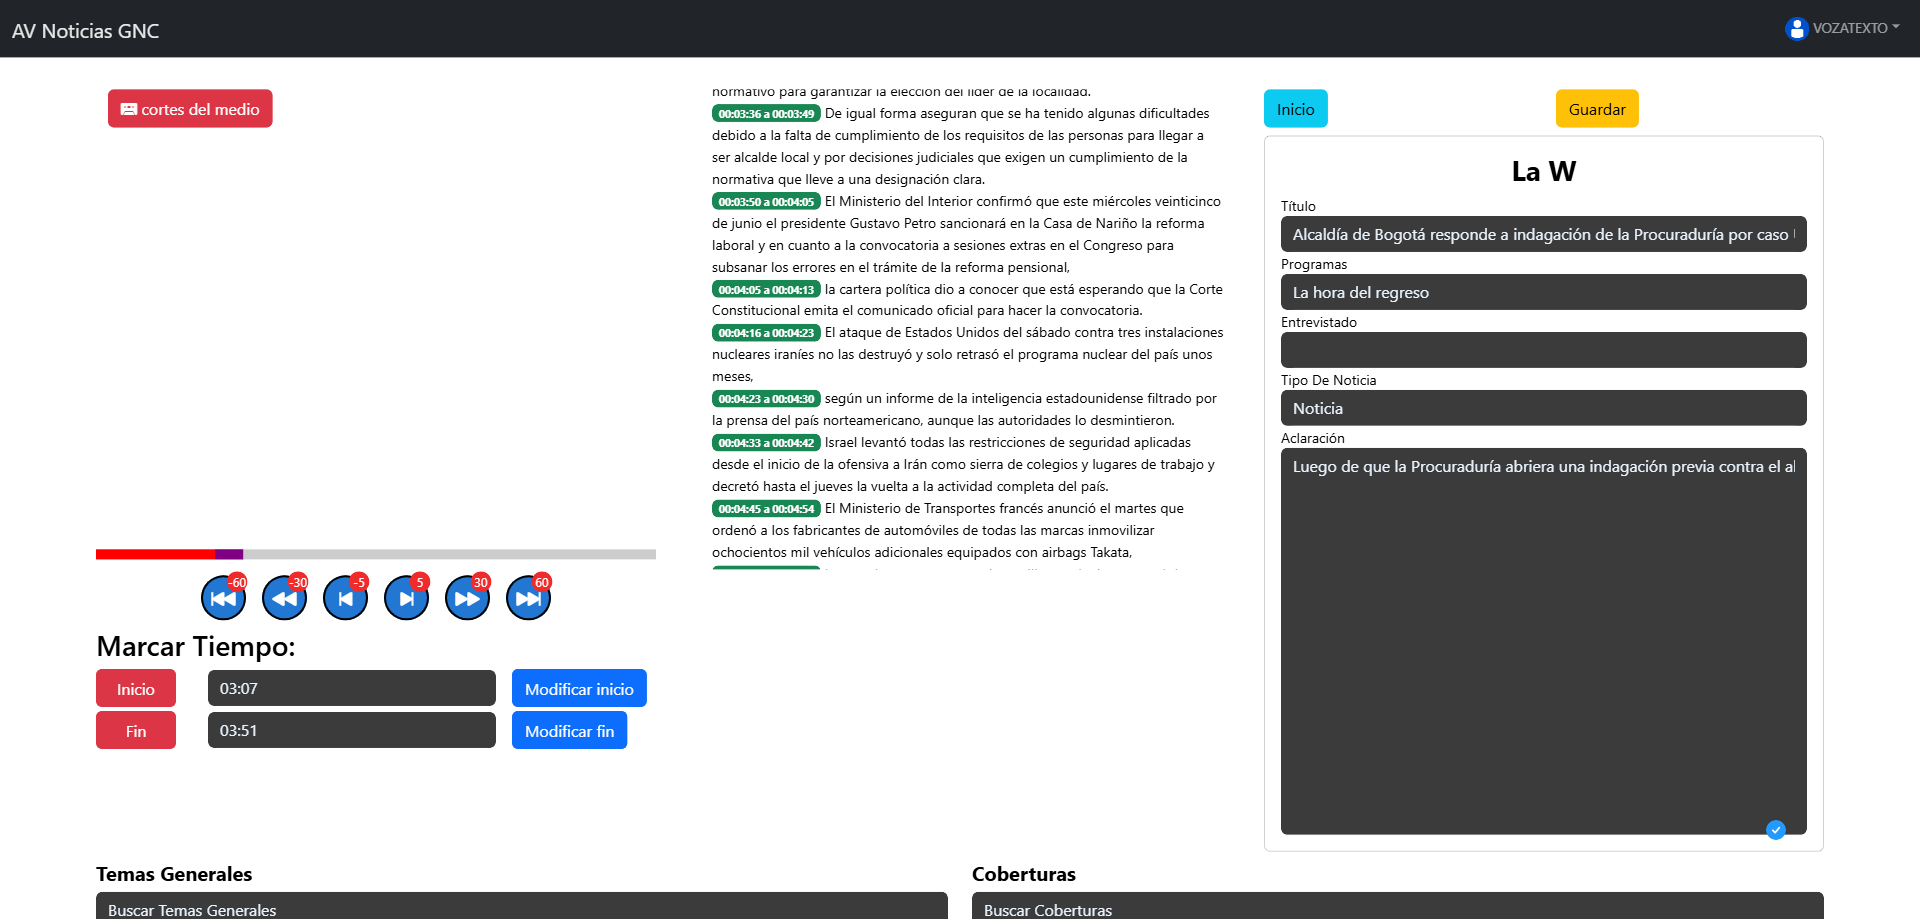 AV Noticias GNC
VOZATEXTO
cortes del medio
-60
-30
-5
5
30
60
Marcar Tiempo:
Inicio
03:07
Modificar inicio
Fin
03:51
Modificar fin
normativo para garantizar la elección del líder de la localidad.
00:03:36 a 00:03:49 De igual forma aseguran que se ha tenido algunas dificultades
debido a la falta de cumplimiento de los requisitos de las personas para llegar a
ser alcalde local y por decisiones judiciales que exigen un cumplimiento de la
normativa que lleve a una designación clara.
00:03:50 a 00:04:05 El Ministerio del Interior confirmó que este miércoles veinticinco
de junio el presidente Gustavo Petro sancionará en la Casa de Nariño la reforma
laboral y en cuanto a la convocatoria a sesiones extras en el Congreso para
subsanar los errores en el trámite de la reforma pensional,
00:04:05 a 00:04:13 la cartera política dio a conocer que está esperando que la Corte
Constitucional emita el comunicado oficial para hacer la convocatoria.
00:04:16 a 00:04:23 El ataque de Estados Unidos del sábado contra tres instalaciones
nucleares iraníes no las destruyó y solo retrasó el programa nuclear del país unos
meses,
00:04:23 a 00:04:30 según un informe de la inteligencia estadounidense filtrado por
la prensa del país norteamericano, aunque las autoridades lo desmintieron.
00:04:33 a 00:04:42 Israel levantó todas las restricciones de seguridad aplicadas
desde el inicio de la ofensiva a Irán como sierra de colegios y lugares de trabajo y
decretó hasta el jueves la vuelta a la actividad completa del país.
00:04:45 a 00:04:54 El Ministerio de Transportes francés anunció el martes que
ordenó a los fabricantes de automóviles de todas las marcas inmovilizar
ochocientos mil vehículos adicionales equipados con airbags Takata,
Inicio
Guardar
La W
Título
Alcaldía de Bogotá responde a indagación de la Procuraduría por caso
Programas
La hora del regreso
Entrevistado
Tipo De Noticia
Noticia
Aclaración
Luego de que la Procuraduría abriera una indagación previa contra el
Temas Generales
Buscar Temas Generales
Coberturas
Buscar Coberturas